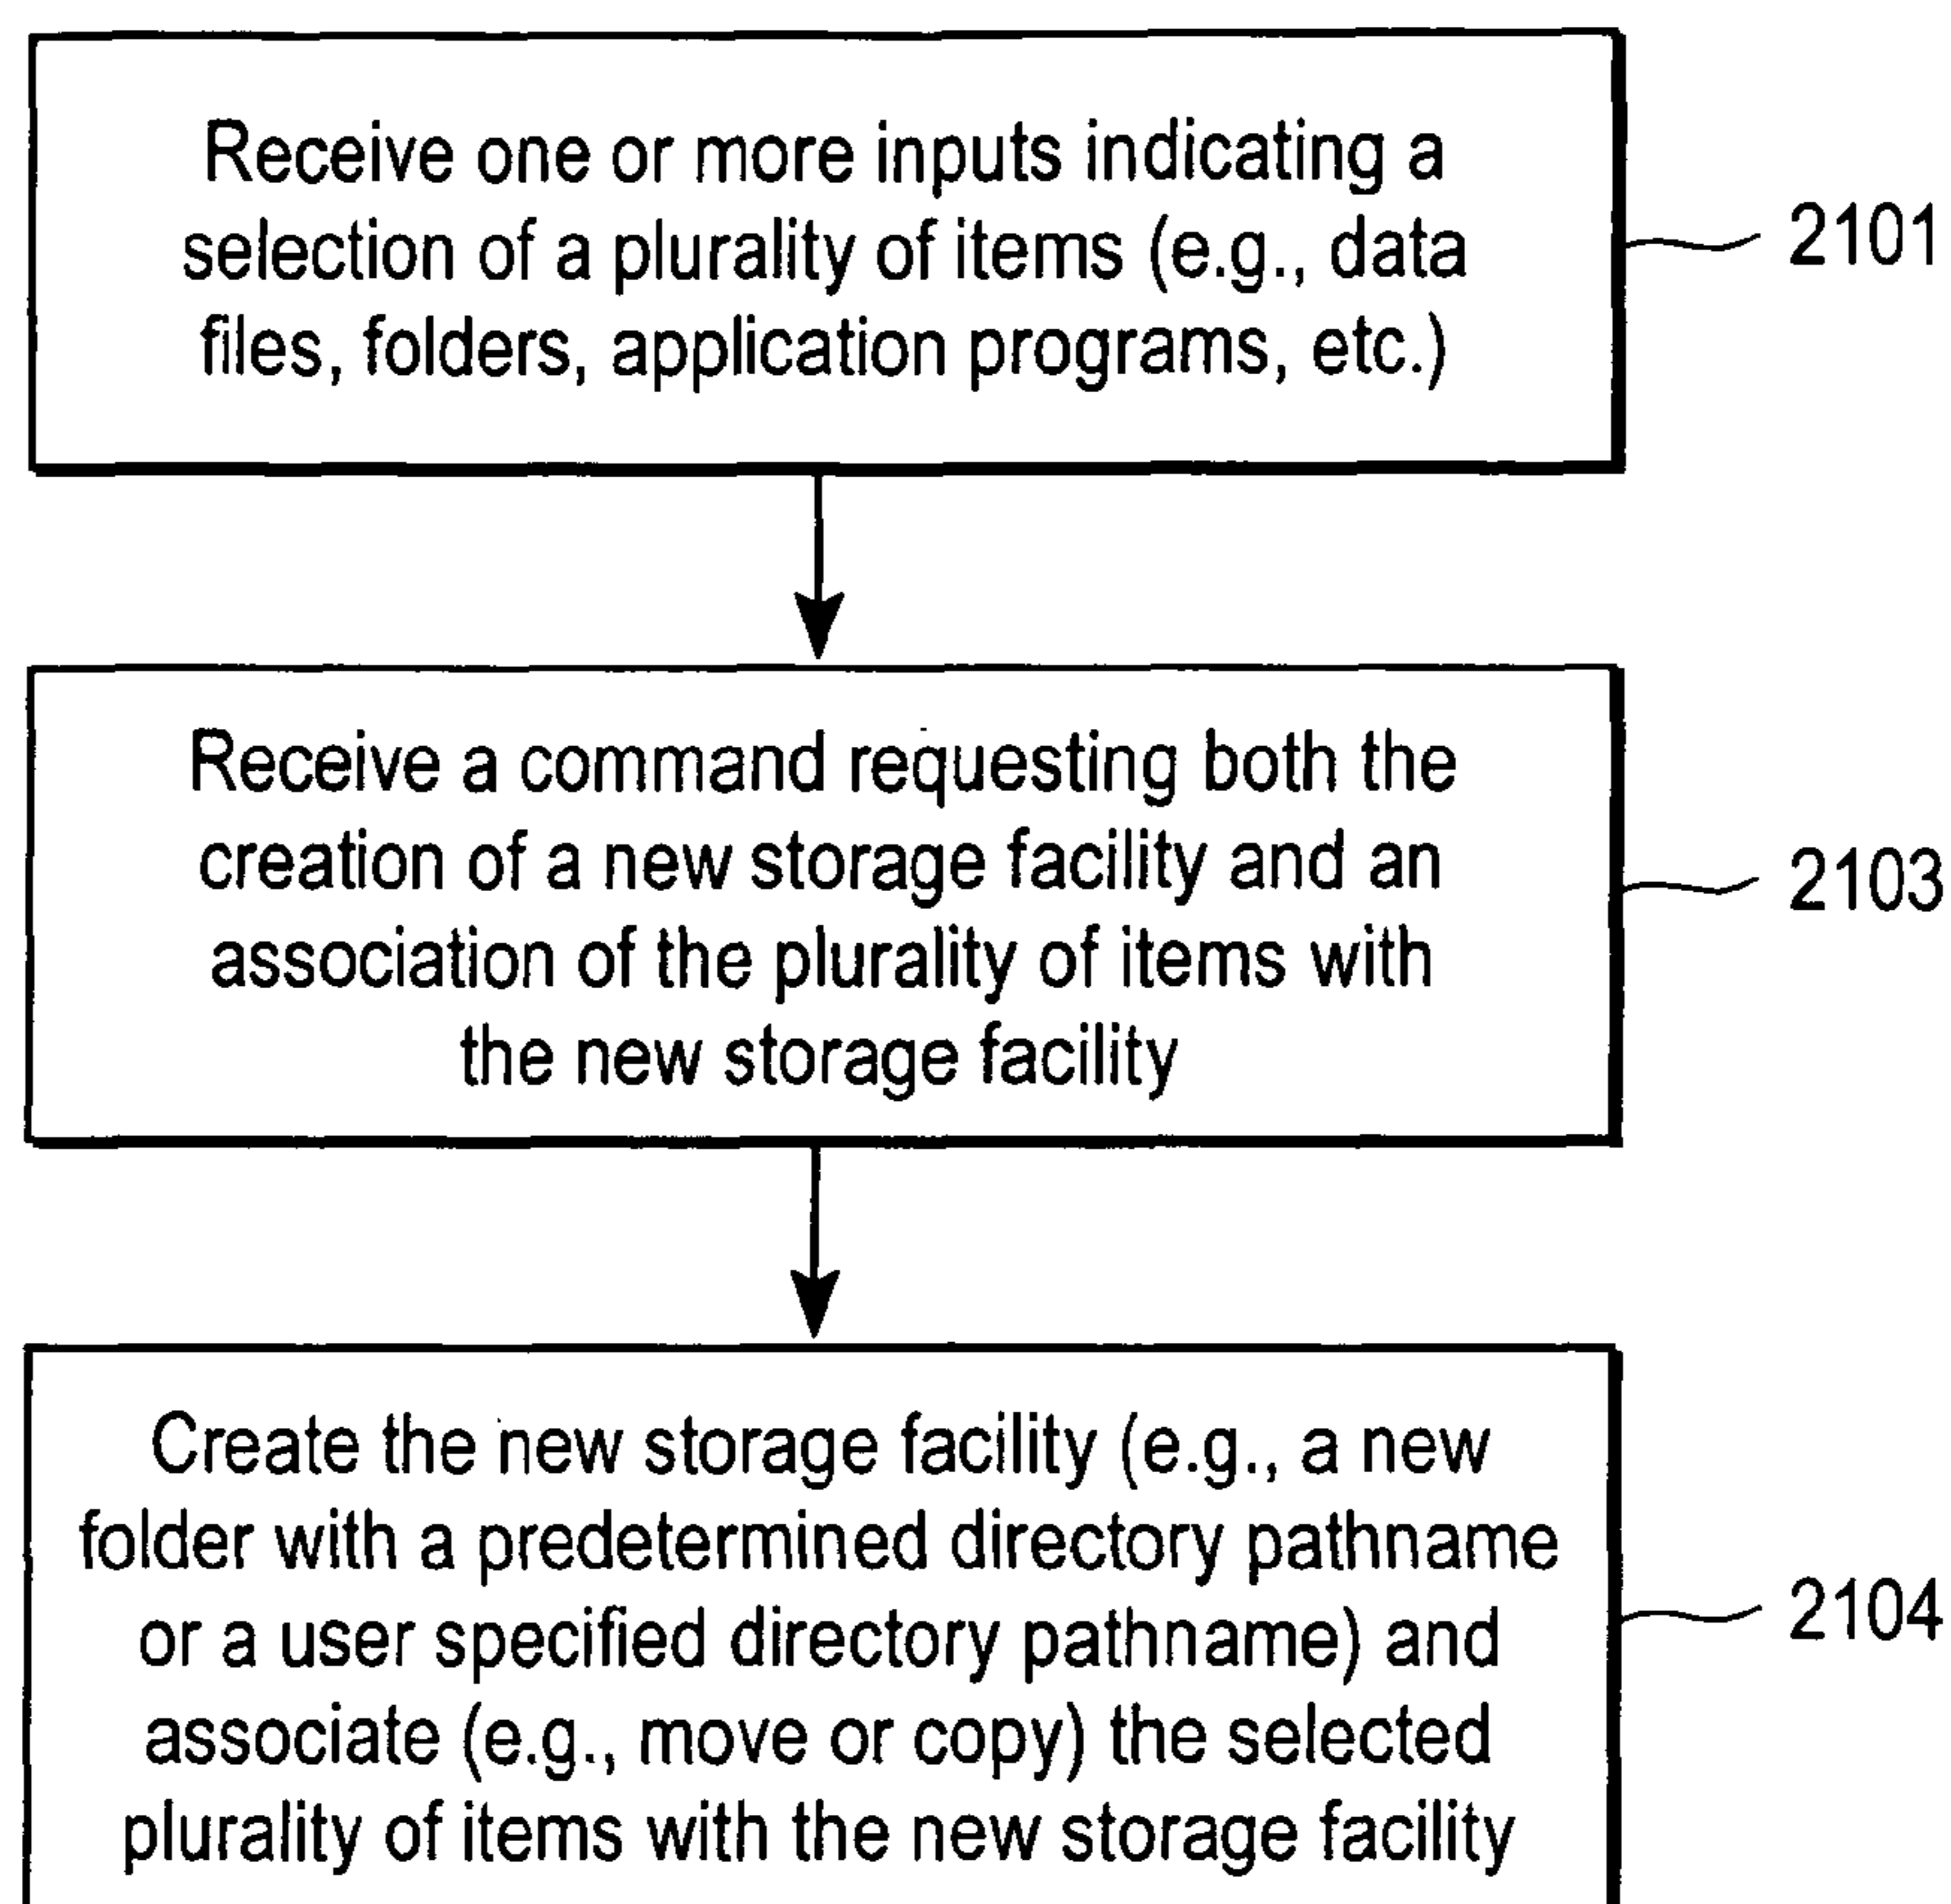 Receive one or more inputs indicating a
selection of a plurality of items (e.g., data
files, folders, application programs, etc.)
2101
Receive a command requesting both the
creation of a new storage facility and an
association of the plurality of items with
the new storage facility
2103
Create the new storage facility (e.g., a new
folder with a predetermined directory pathname
or a user specified directory pathname) and
associate (e.g., move or copy) the selected
plurality of items with the new storage facility
2104